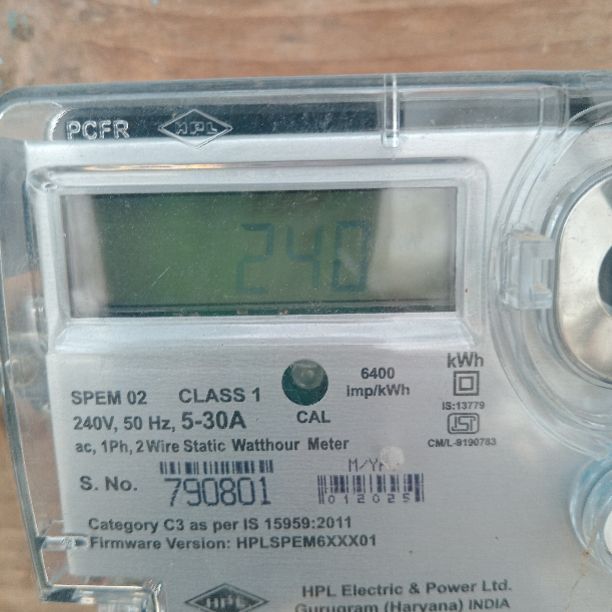 PCFR HPL
240
SPEM 02 CLASS 1
240V, 50 Hz, 5-30A
ac, 1Ph, 2 Wire Static Watthour Meter
CAL
6400
imp/kWh
kWh
IS:13779
ISI
CM/L-9190783
S. No. 790801
012025
Category C3 as per IS 15959:2011
Firmware Version: HPLSPEM6XXX01
HPL
HPL Electric & Power Ltd.
Gurugram (Haryana) INDIA